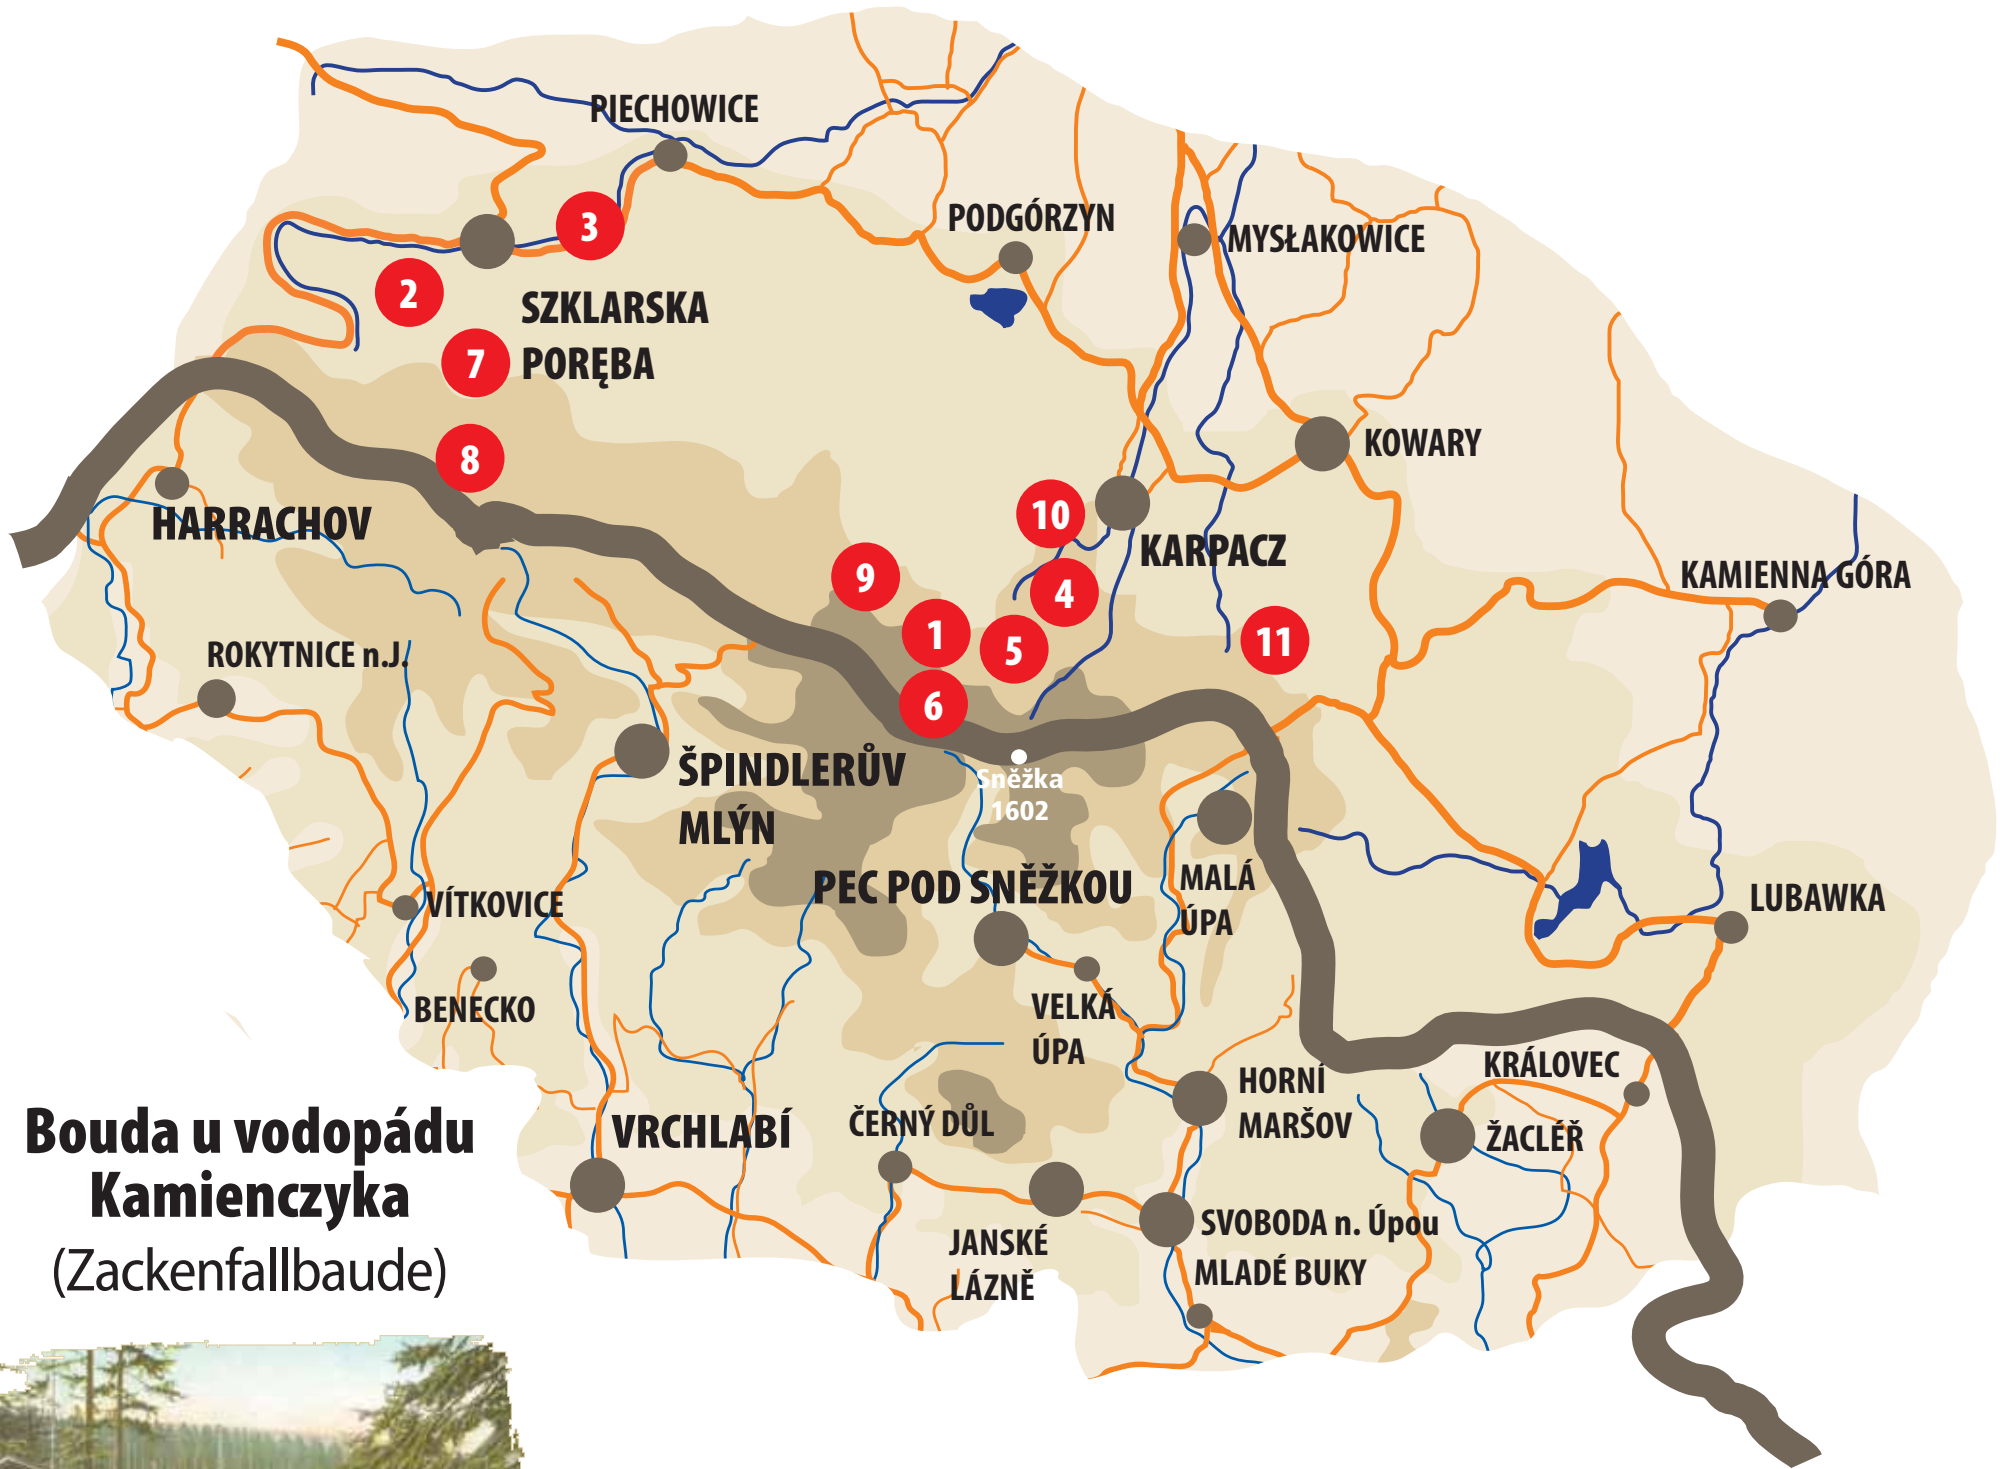 PIECHOWICE
3
PODGÓRZYN
MYSŁAKOWICE
2
SZKLARSKA
PORĘBA
7
KOWARY
8
HARRACHOV
10
KARPACZ
9
4
KAMIENNA GÓRA
1
5
11
ROKYTNICE n.J.
6
ŠPINDLERŮV
MLÝN
Sněžka
1602
PEC POD SNĚŽKOU
MALÁ
ÚPA
VÍTKOVICE
LUBAWKA
BENECKO
VELKÁ
ÚPA
KRÁLOVEC
HORNÍ
MARŠOV
VRCHLABÍ
ČERNÝ DŮL
ŽACLÉŘ
Bouda u vodopádu
Kamienczyka
(Zackenfallbaude)
JANSKÉ
LÁZNĚ
SVOBODA n. Úpou
MLADÉ BUKY